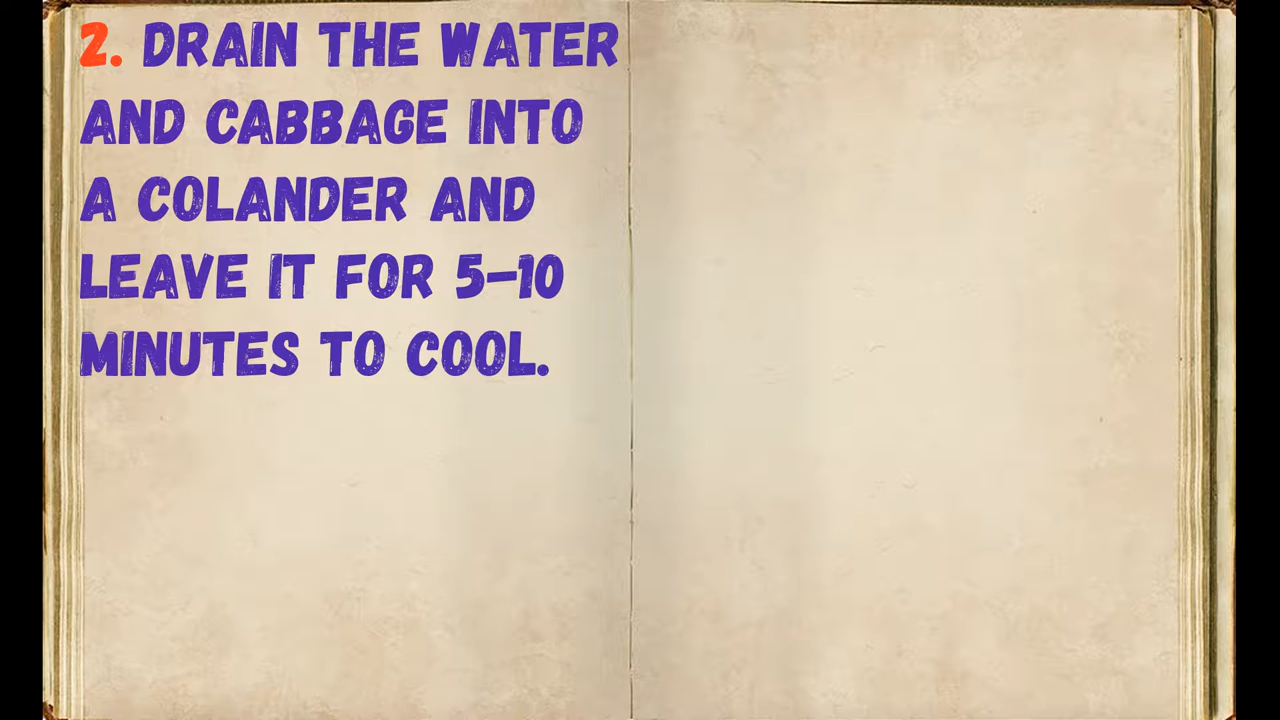 2. DRAIN THE WATER
AND CABBAGE INTO
A COLANDER AND
LEAVE IT FOR 5–10
MINUTES TO COOL.